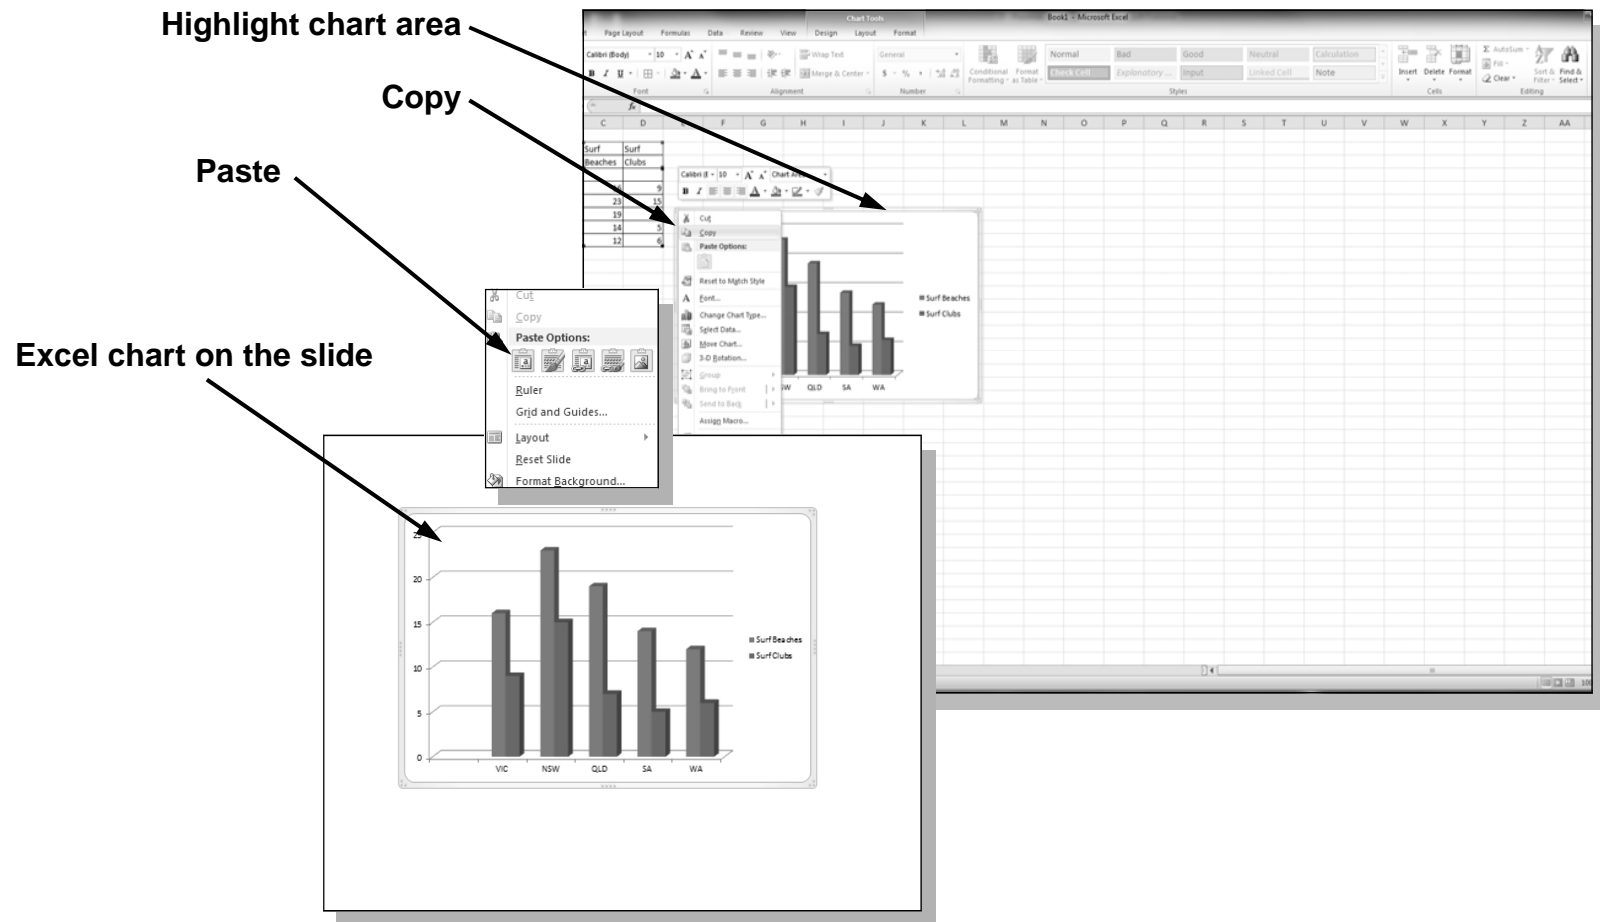 Highlight chart area
Copy
Paste
Excel chart on the slide
Chart Tools
Book1 - Microsoft Excel
Page Layout Formulas Data Review View Design Layout Format
Calibri (Body) 10 A A Wrap Text General Normal Bad Good Neutral Calculation Σ AutoSum
B I U A Merge & Center $ % , Conditional Formatting Format as Table Check Cell Explanatory ... Input Linked Cell Note Insert Delete Format Fill Clear Sort & Filter Find & Select
Font Alignment Number Styles Cells Editing
fx
C D F G H I J K L M N O P Q R S T U V W X Y Z AA
Surf Surf
Beaches Clubs
9
23 15
19
14 5
12 6
Calibri (E 10 A A Chart Area
B I A
Cut
Copy
Paste Options:
Reset to Match Style
A Font...
Change Chart Type...
Select Data...
Move Chart...
3-D Rotation...
Group
Bring to Front
Send to Back
Assign Macro...
Surf Beaches
Surf Clubs
QLD SA WA
Cut
Copy
Paste Options:
Ruler
Grid and Guides...
Layout
Reset Slide
Format Background...
25
20
15
10
5
0
VIC NSW QLD SA WA
Surf Beaches
Surf Clubs